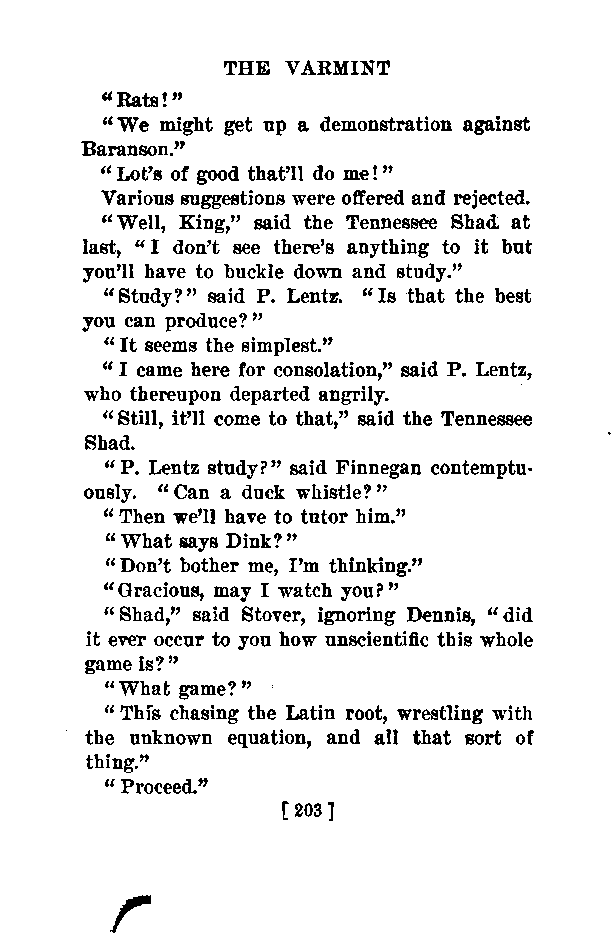 THE VARMINT
"Rats!"
"We might get up a demonstration against
Baranson."
"Lot's of good that'll do me!"
Various suggestions were offered and rejected.
"Well, King," said the Tennessee Shad at
last, "I don't see there's anything to it but
you'll have to buckle down and study."
"Study?" said P. Lentz. "Is that the best
you can produce?"
"It seems the simplest."
"I came here for consolation," said P. Lentz,
who thereupon departed angrily.
"Still, it'll come to that," said the Tennessee
Shad.
"P. Lentz study?" said Finnegan contemptu-
ously. "Can a duck whistle?"
"Then we'll have to tutor him."
"What says Dink?"
"Don't bother me, I'm thinking."
"Gracious, may I watch you?"
"Shad," said Stover, ignoring Dennis, "did
it ever occur to you how unscientific this whole
game is?"
"What game?"
"This chasing the Latin root, wrestling with
the unknown equation, and all that sort of
thing."
"Proceed."
[ 203 ]